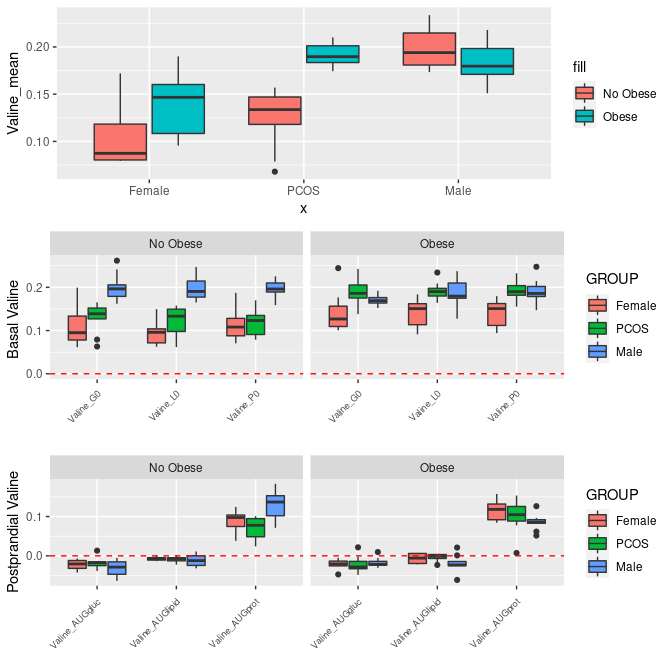 Valine_mean
0.20
0.15
0.10
Female PCOS Male
x
fill
No Obese
Obese
Basal Valine
No Obese Obese
0.2
0.1
0.0
Valine_G0 Valine_L0 Valine_P0 Valine_G0 Valine_L0 Valine_P0
GROUP
Female
PCOS
Male
Postprandial Valine
No Obese Obese
0.1
0.0
Valine_AUGgluc Valine_AUGlipid Valine_AUGprot Valine_AUGgluc Valine_AUGlipid Valine_AUGprot
GROUP
Female
PCOS
Male